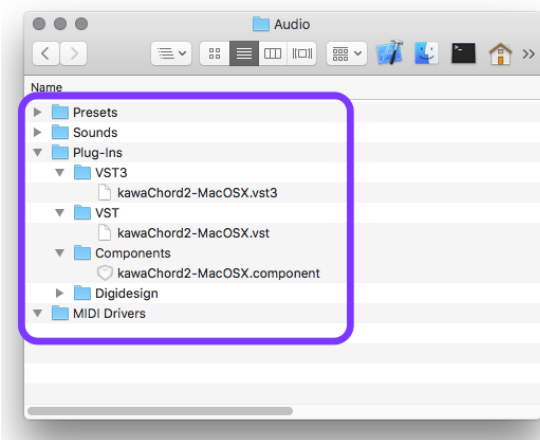 Audio
Name
Presets
Sounds
Plug-Ins
VST3
kawaChord2-MacOSX.vst3
VST
kawaChord2-MacOSX.vst
Components
kawaChord2-MacOSX.component
Digidesign
MIDI Drivers